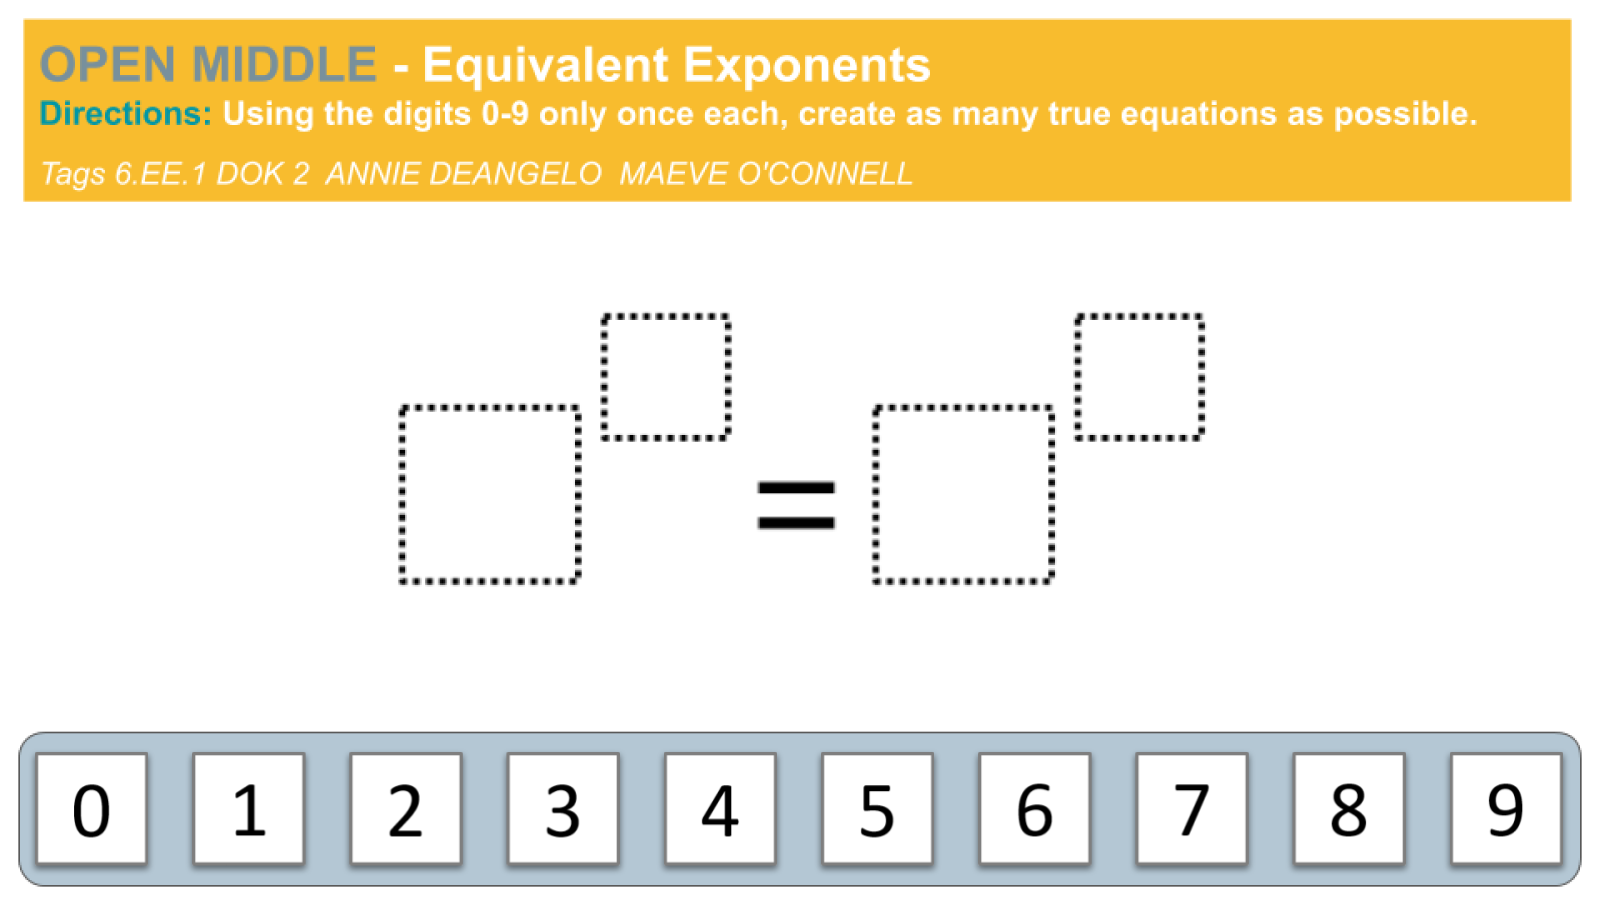 OPEN MIDDLE - Equivalent Exponents
Directions: Using the digits 0-9 only once each, create as many true equations as possible.
Tags 6.EE.1 DOK 2 ANNIE DEANGELO MAEVE O'CONNELL
=
0 1 2 3 4 5 6 7 8 9